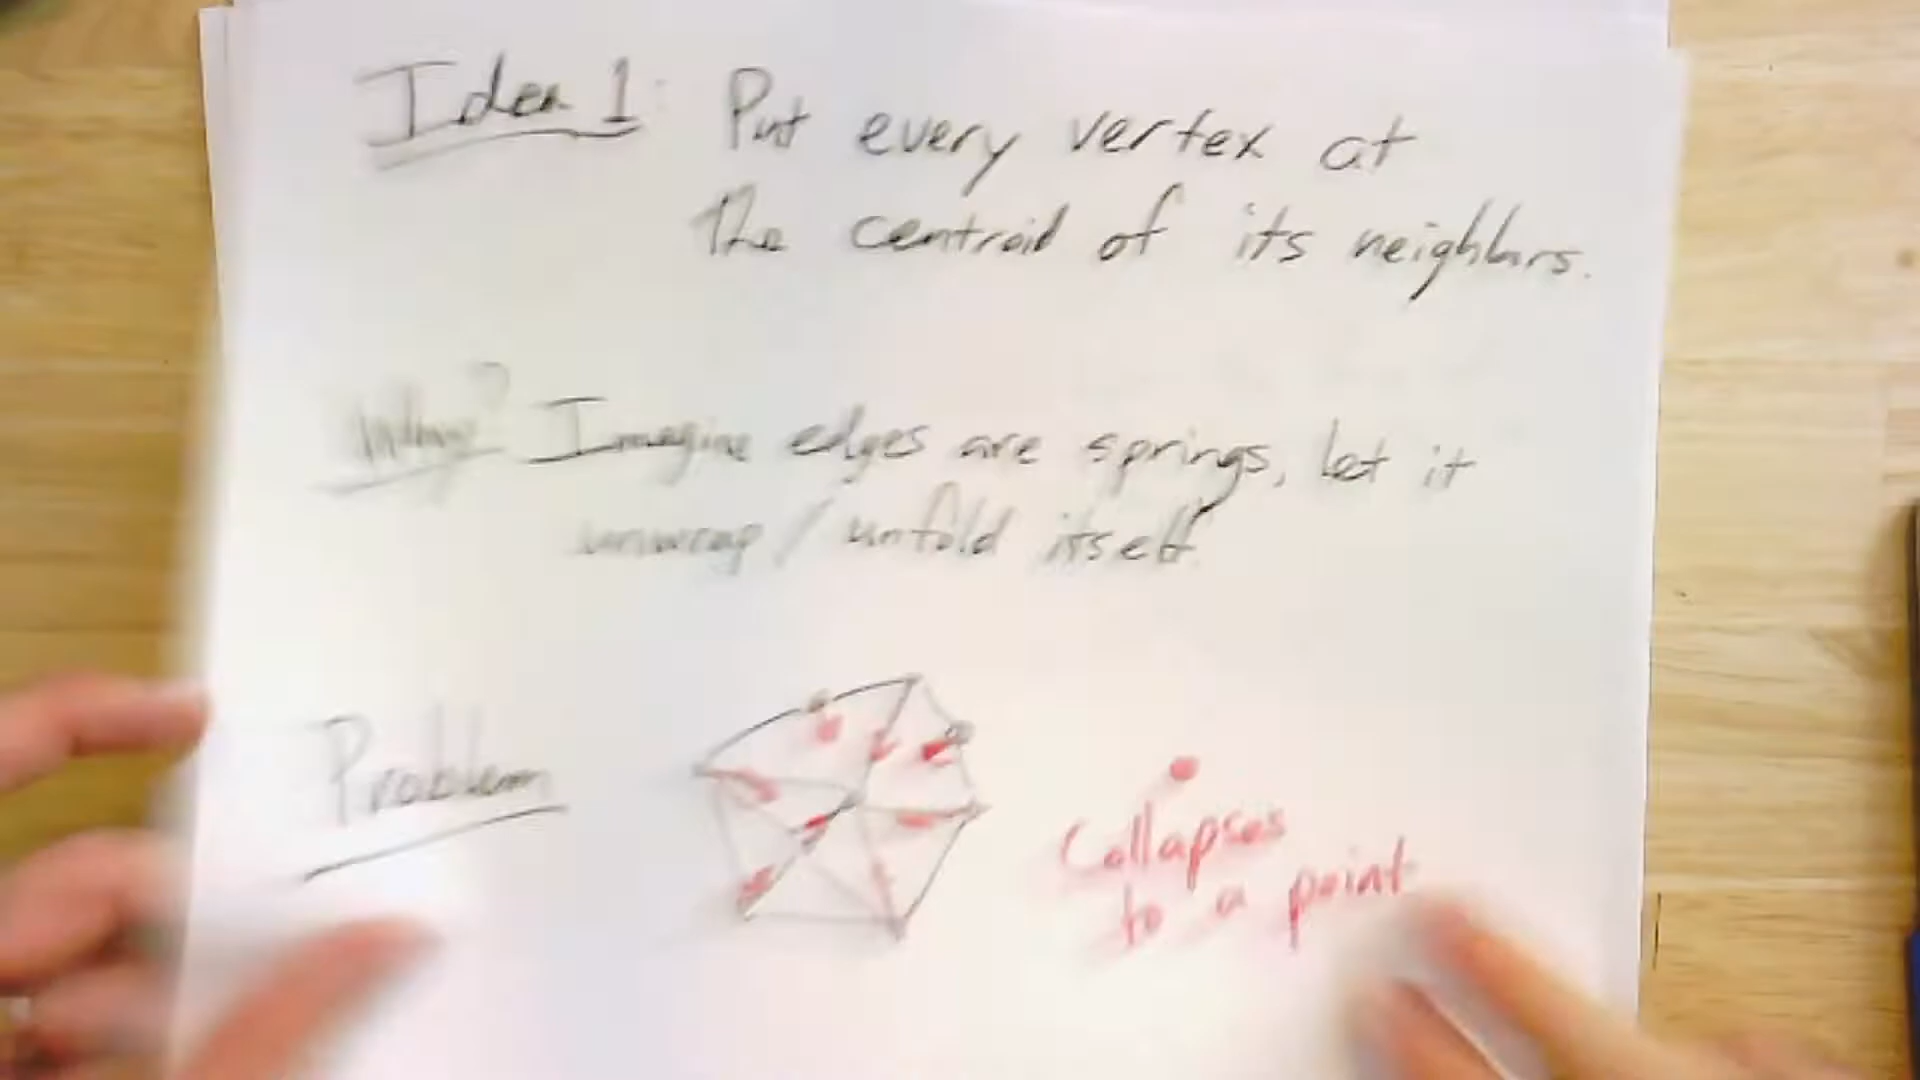 Idea 1: Put every vertex at
the centroid of its neighbors.
Why? Imagine edges are springs, let it
unwrap / unfold itself.
Problem
Collapses
to a point